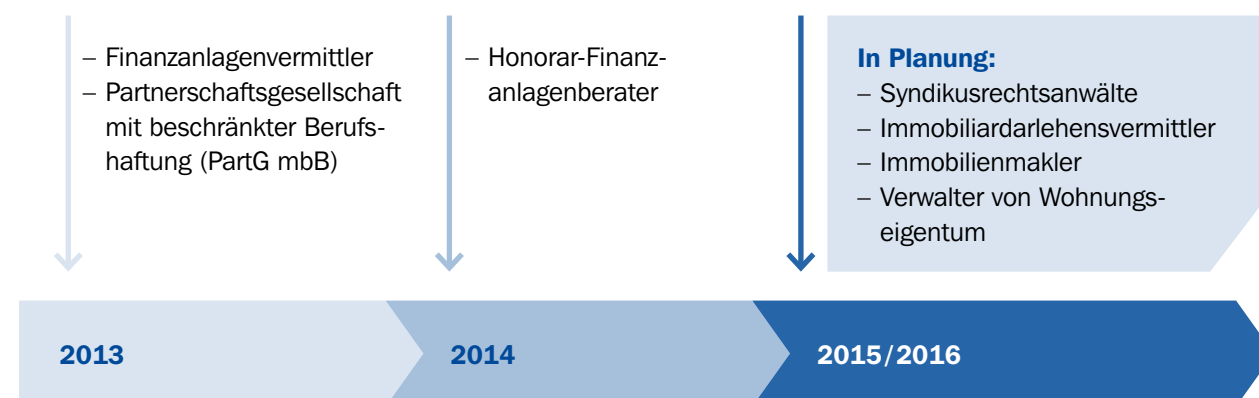 – Finanzanlagenvermittler
– Partnerschaftsgesellschaft
mit beschränkter Berufs-
haftung (PartG mbB)
– Honorar-Finanz-
anlagenberater
In Planung:
– Syndikusrechtsanwälte
– Immobiliardarlehensvermittler
– Immobilienmakler
– Verwalter von Wohnungs-
eigentum
2013
2014
2015/2016